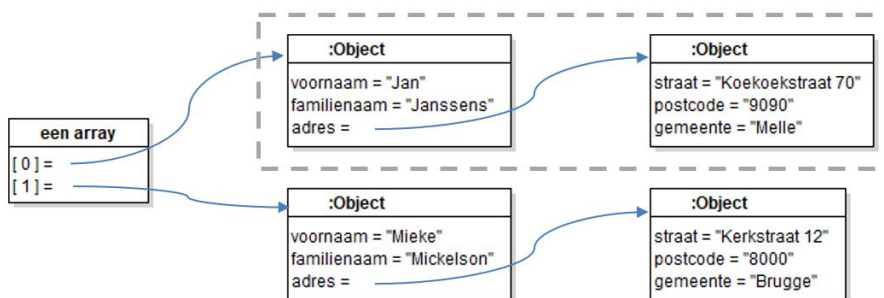 :Object
voornaam = "Jan"
familienaam = "Janssens"
adres =
:Object
straat = "Koekoekstraat 70"
postcode = "9090"
gemeente = "Melle"
een array
[ 0 ] =
[ 1 ] =
:Object
voornaam = "Mieke"
familienaam = "Mickelson"
adres =
:Object
straat = "Kerkstraat 12"
postcode = "8000"
gemeente = "Brugge"